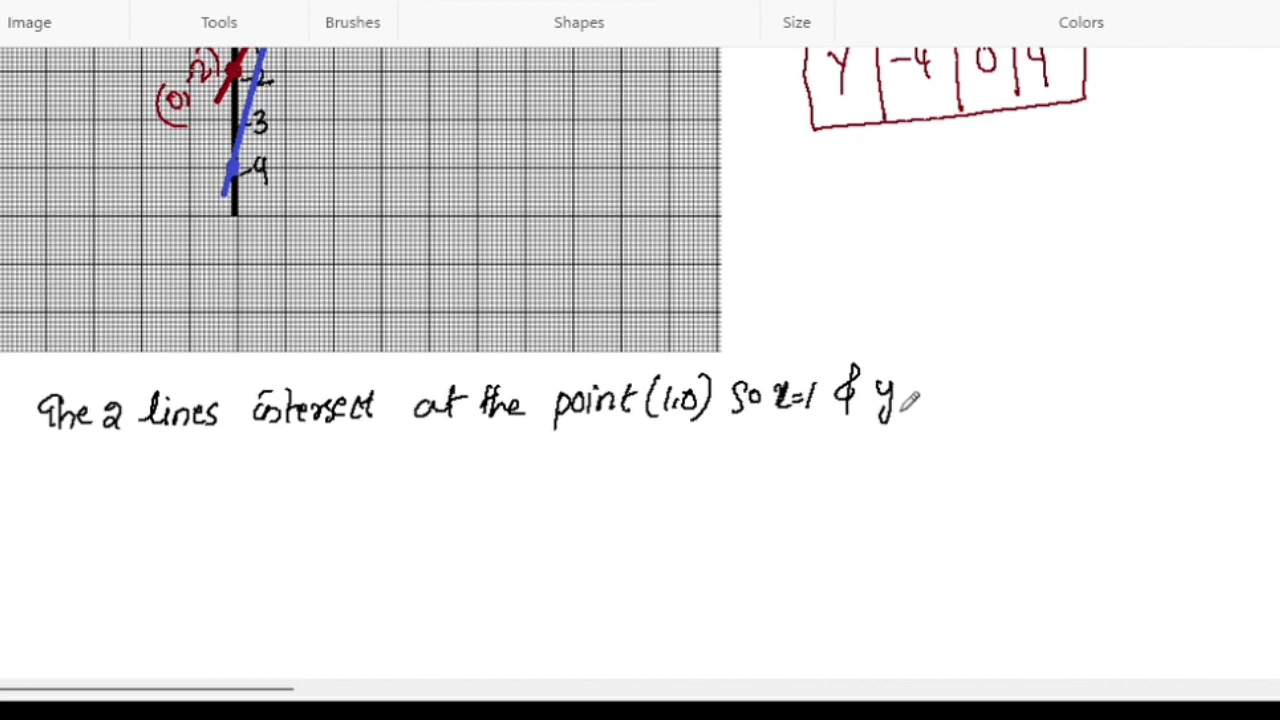 Image Tools Brushes Shapes Size Colors
Y -4 0 4
-2
-3
-4
The 2 lines intersect at the point (1,0) So x=1 & y